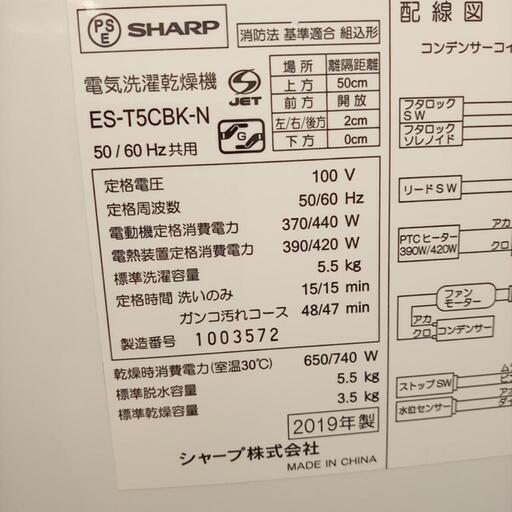 PSE SHARP
消防法 基準適合 組込形
場所 離隔距離
上方 50cm
前方 開放
左/右/後方 2cm
下方 0cm
電気洗濯乾燥機
S JET
ES-T5CBK-N
G
50/60 Hz共用
定格電圧 100 V
定格周波数 50/60 Hz
電動機定格消費電力 370/440 W
電熱装置定格消費電力 390/420 W
標準洗濯容量 5.5 kg
定格時間 洗いのみ 15/15 min
ガンコ汚れコース 48/47 min
製造番号 1003572
乾燥時消費電力(室温30℃) 650/740 W
標準脱水容量 5.5 kg
標準乾燥容量 3.5 kg
2019年製
シャープ株式会社
MADE IN CHINA
配線図
コンデンサーコイ
フタロック
SW
フタロック
ソレノイド
リードSW
PTCヒーター
390W/420W
アカ
クロ
ファン
モーター
アカ
クロ
コンデンサー
ストップSW
水位センサー